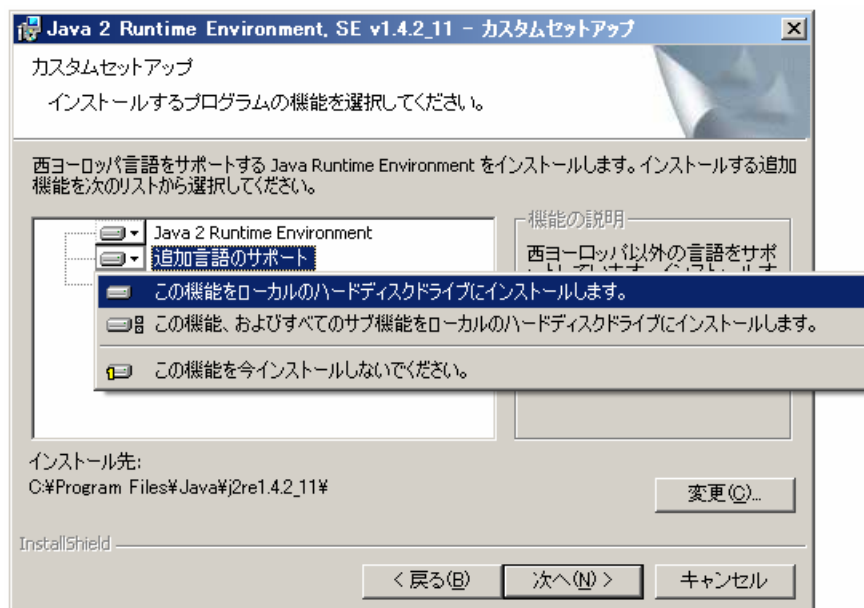 Java 2 Runtime Environment, SE v1.4.2_11 - カスタムセットアップ
カスタムセットアップ
インストールするプログラムの機能を選択してください。
西ヨーロッパ言語をサポートする Java Runtime Environment をインストールします。インストールする追加
機能を次のリストから選択してください。
Java 2 Runtime Environment
追加言語のサポート
機能の説明
西ヨーロッパ以外の言語をサポ
この機能をローカルのハードディスクドライブにインストールします。
この機能、およびすべてのサブ機能をローカルのハードディスクドライブにインストールします。
この機能を今インストールしないでください。
インストール先:
C:¥Program Files¥Java¥j2re1.4.2_11¥
変更(C)...
InstallShield
< 戻る(B)
次へ(N) >
キャンセル